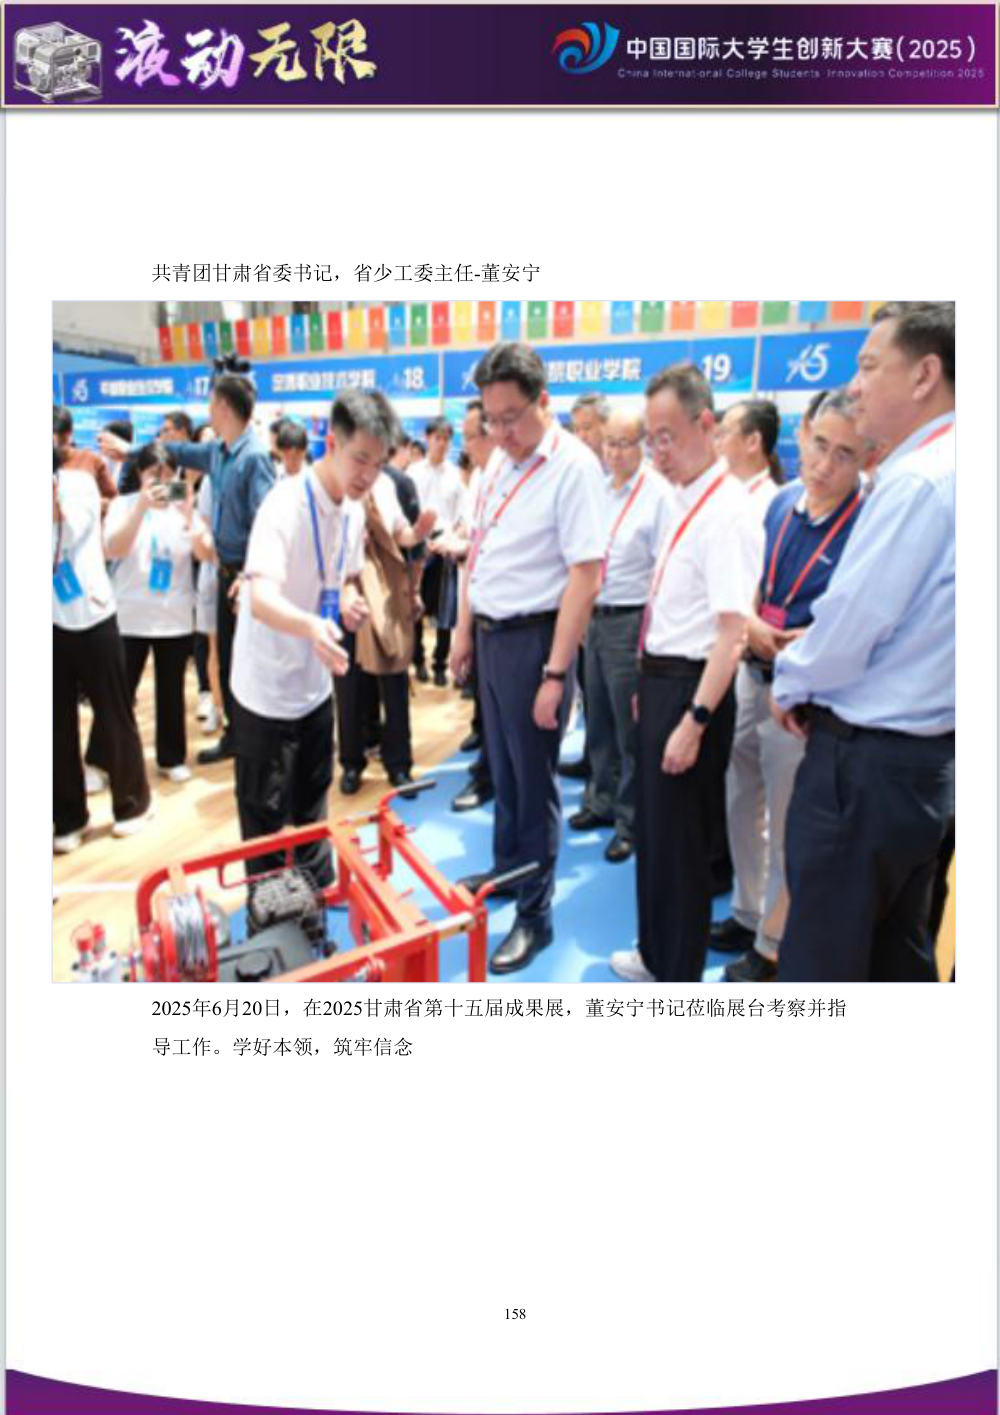 液动无限
中国国际大学生创新大赛(2025)
China International College Students' Innovation Competition 2025
共青团甘肃省委书记，省少工委主任-董安宁
17
定西职业技术学院
18
职业学院
19
2025年6月20日，在2025甘肃省第十五届成果展，董安宁书记莅临展台考察并指
导工作。学好本领，筑牢信念
158